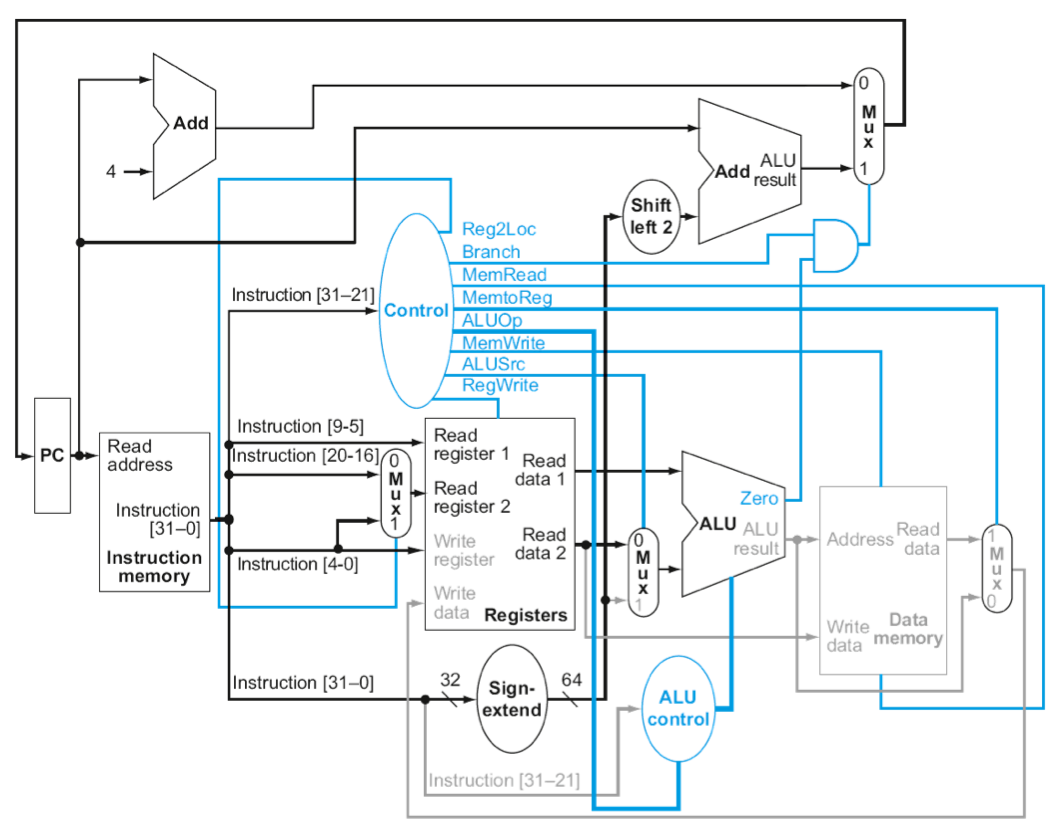 0
Mux
1
Add
4
Add
ALU
result
Shift
left 2
Reg2Loc
Branch
MemRead
MemtoReg
ALUOp
MemWrite
ALUSrc
RegWrite
Instruction [31–21]
Control
PC
Read
address
Instruction
[31–0]
Instruction
memory
Instruction [9-5]
Instruction [20-16]
Instruction [4-0]
0
Mux
1
Read
register 1
Read
register 2
Write
register
Write
data
Read
data 1
Read
data 2
Registers
0
Mux
1
Zero
ALU
ALU
result
Address
Read
data
Write
data
Data
memory
1
Mux
0
Instruction [31–0]
32
Sign-
extend
64
ALU
control
Instruction [31–21]